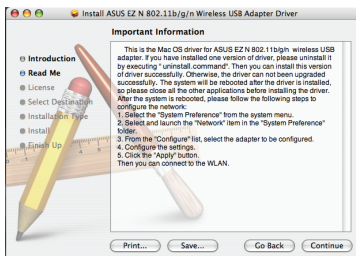 Install ASUS EZ N 802.11b/g/n Wireless USB Adapter Driver
Important Information
Introduction
Read Me
License
Select Destination
Installation Type
Install
Finish Up
This is the Mac OS driver for ASUS EZ N 802.11b/g/n wireless USB
adapter. if you have installed one version of driver, please uninstall it
by executing " uninstall.command". Then you can install this version
of driver successfully. Otherwise, the driver can not been upgraded
successfully. The system will be rebooted after the driver is installed,
so please close all the other applications before installing the driver.
After the system is rebooted, please follow the following steps to
configure the network:
1. Select the "System Preference" from the system menu.
2. Select and launch the "Network" item in the "System Preference"
folder.
3. From the "Configure" list, select the adapter to be configured.
4. Configure the settings.
5. Click the "Apply" button.
Then you can connect to the WLAN.
Print...
Save...
Go Back
Continue